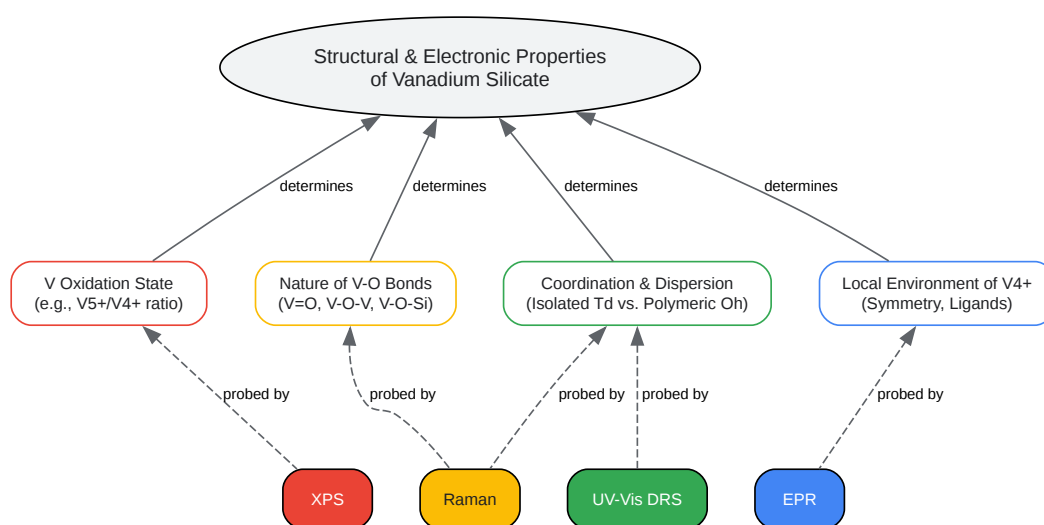 Structural & Electronic Properties
of Vanadium Silicate
determines
determines
determines
determines
V Oxidation State
(e.g., V5+/V4+ ratio)
Nature of V-O Bonds
(V=O, V-O-V, V-O-Si)
Coordination & Dispersion
(Isolated Td vs. Polymeric Oh)
Local Environment of V4+
(Symmetry, Ligands)
probed by
probed by
probed by
probed by
probed by
XPS
Raman
UV-Vis DRS
EPR